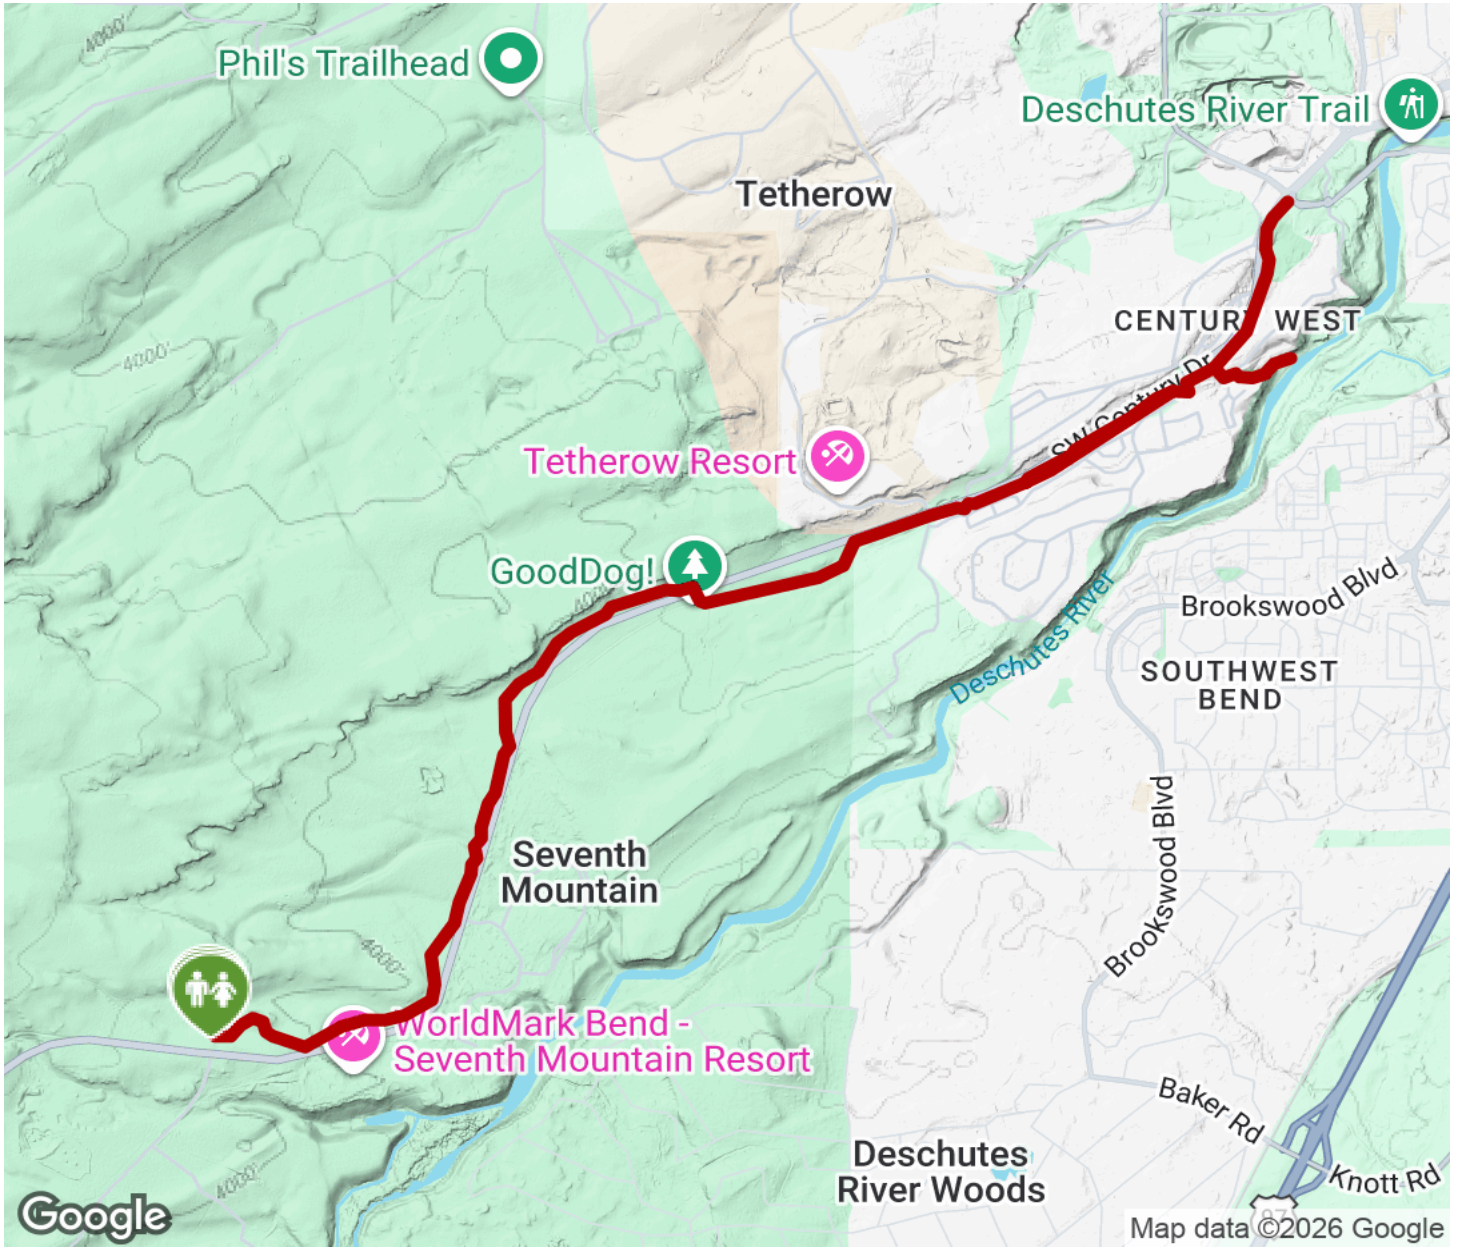 4000'
Phil's Trailhead
Deschutes River Trail
Tetherow
CENTURY WEST
4000'
SW Century Dr
Tetherow Resort
GoodDog!
4000'
Brookswood Blvd
Deschutes River
SOUTHWEST
BEND
Brookswood Blvd
Seventh
Mountain
4000'
WorldMark Bend -
Seventh Mountain Resort
Baker Rd
Deschutes
River Woods
Knott Rd
4000'
97
Google
Map data ©2026 Google